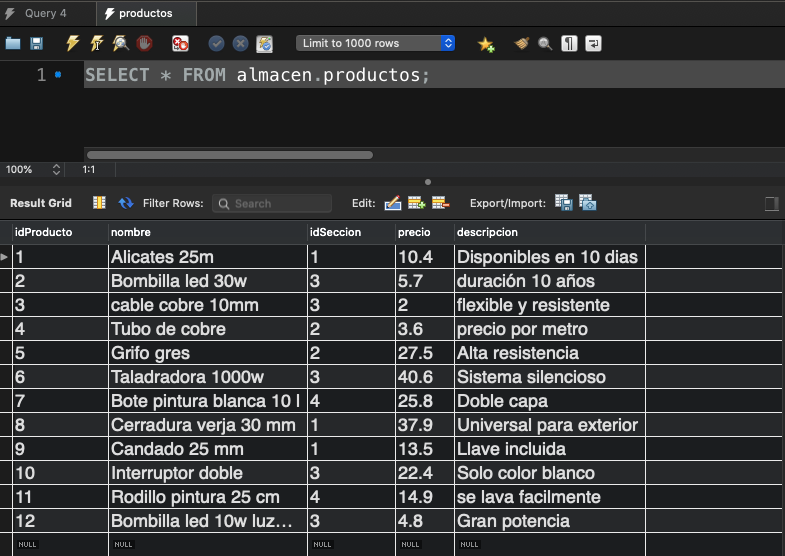 Query 4 productos
Limit to 1000 rows
1 SELECT * FROM almacen.productos;
100% 1:1
Result Grid Filter Rows: Search Edit: Export/Import:
idProducto nombre idSeccion precio descripcion
1 Alicates 25m 1 10.4 Disponibles en 10 dias
2 Bombilla led 30w 3 5.7 duración 10 años
3 cable cobre 10mm 3 2 flexible y resistente
4 Tubo de cobre 2 3.6 precio por metro
5 Grifo gres 2 27.5 Alta resistencia
6 Taladradora 1000w 3 40.6 Sistema silencioso
7 Bote pintura blanca 10 l 4 25.8 Doble capa
8 Cerradura verja 30 mm 1 37.9 Universal para exterior
9 Candado 25 mm 1 13.5 Llave incluida
10 Interruptor doble 3 22.4 Solo color blanco
11 Rodillo pintura 25 cm 4 14.9 se lava facilmente
12 Bombilla led 10w luz... 3 4.8 Gran potencia
NULL NULL NULL NULL NULL